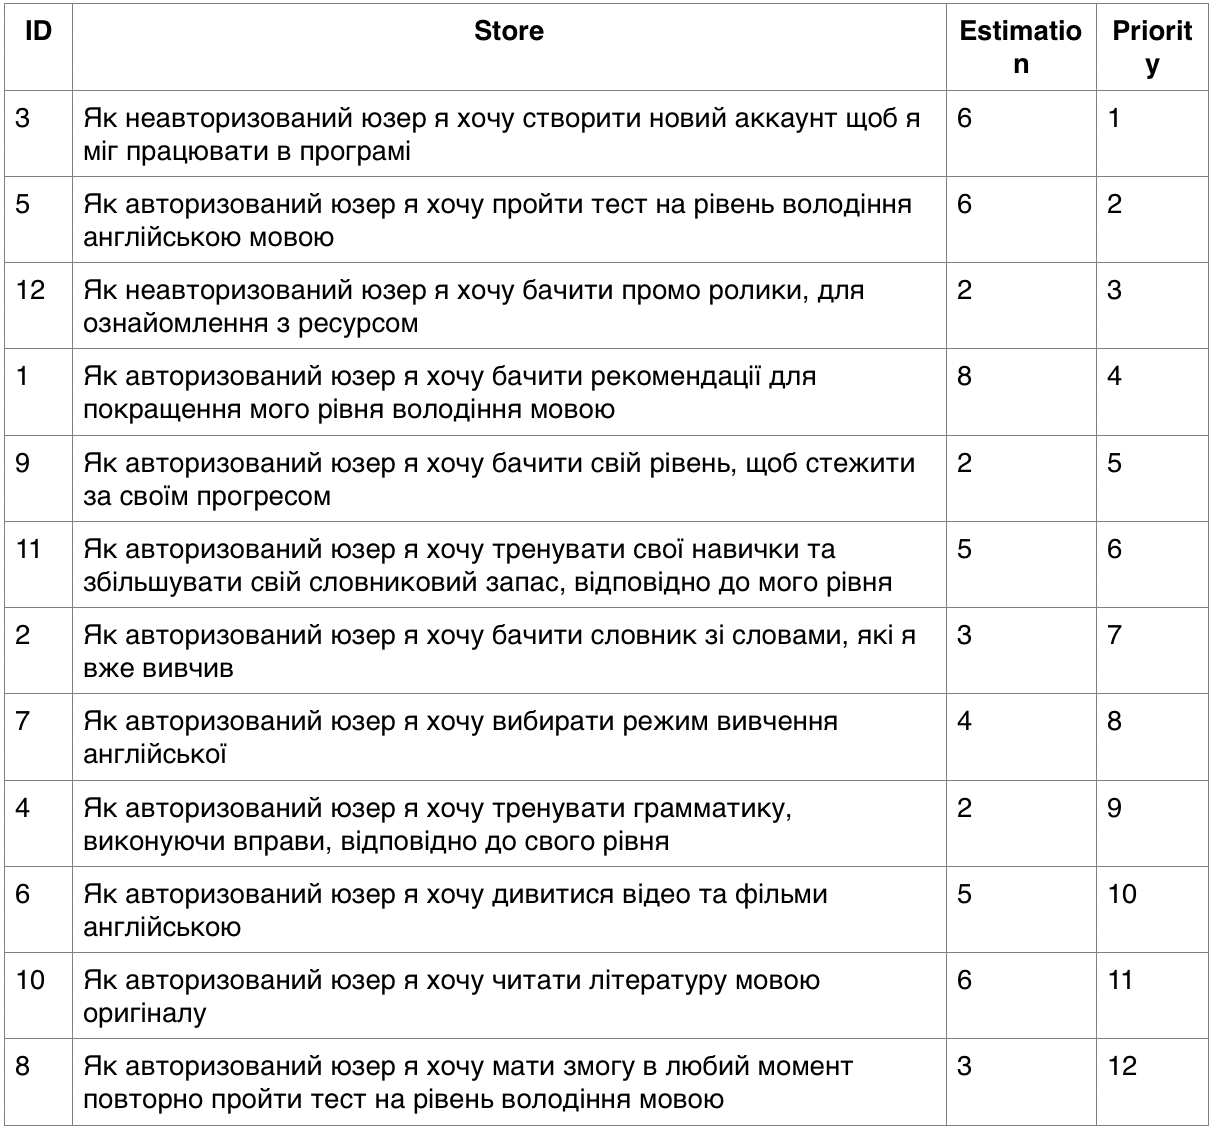 ID Store Estimatio Priorit
n y
3 Як неавторизований юзер я хочу створити новий аккаунт щоб я 6 1
міг працювати в програмі
5 Як авторизований юзер я хочу пройти тест на рівень володіння 6 2
англійською мовою
12 Як неавторизований юзер я хочу бачити промо ролики, для 2 3
ознайомлення з ресурсом
1 Як авторизований юзер я хочу бачити рекомендації для 8 4
покращення мого рівня володіння мовою
9 Як авторизований юзер я хочу бачити свій рівень, щоб стежити 2 5
за своїм прогресом
11 Як авторизований юзер я хочу тренувати свої навички та 5 6
збільшувати свій словниковий запас, відповідно до мого рівня
2 Як авторизований юзер я хочу бачити словник зі словами, які я 3 7
вже вивчив
7 Як авторизований юзер я хочу вибирати режим вивчення 4 8
англійської
4 Як авторизований юзер я хочу тренувати грамматику, 2 9
виконуючи вправи, відповідно до свого рівня
6 Як авторизований юзер я хочу дивитися відео та фільми 5 10
англійською
10 Як авторизований юзер я хочу читати літературу мовою 6 11
оригіналу
8 Як авторизований юзер я хочу мати змогу в любий момент 3 12
повторно пройти тест на рівень володіння мовою